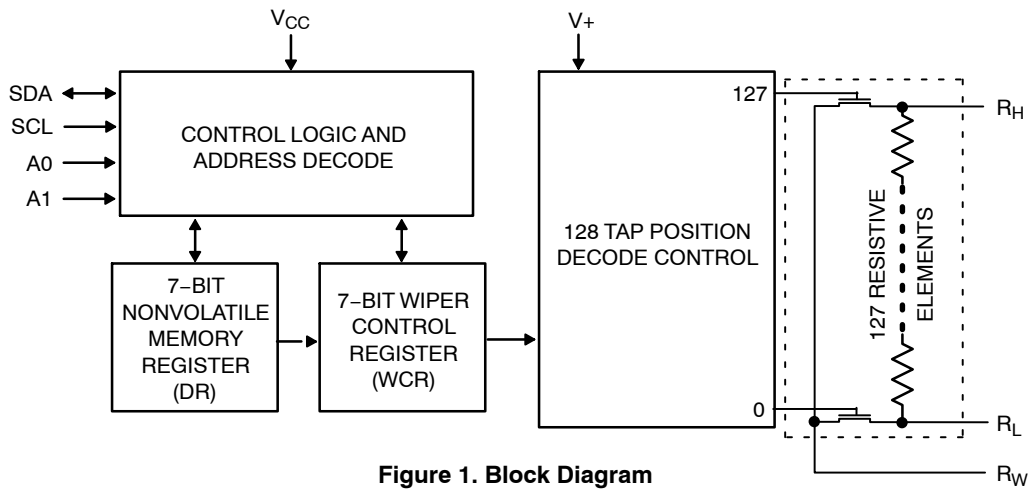 VCC
V+
SDA
SCL
A0
A1
CONTROL LOGIC AND
ADDRESS DECODE
7−BIT
NONVOLATILE
MEMORY
REGISTER
(DR)
7−BIT WIPER
CONTROL
REGISTER
(WCR)
128 TAP POSITION
DECODE CONTROL
127
0
127 RESISTIVE
ELEMENTS
RH
RL
RW
Figure 1. Block Diagram